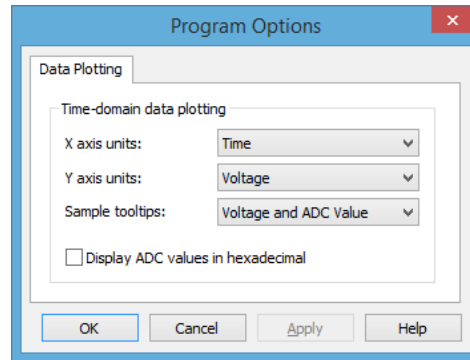 Program Options
Data Plotting
Time-domain data plotting
X axis units: Time
Y axis units: Voltage
Sample tooltips: Voltage and ADC Value
Display ADC values in hexadecimal
OK Cancel Apply Help